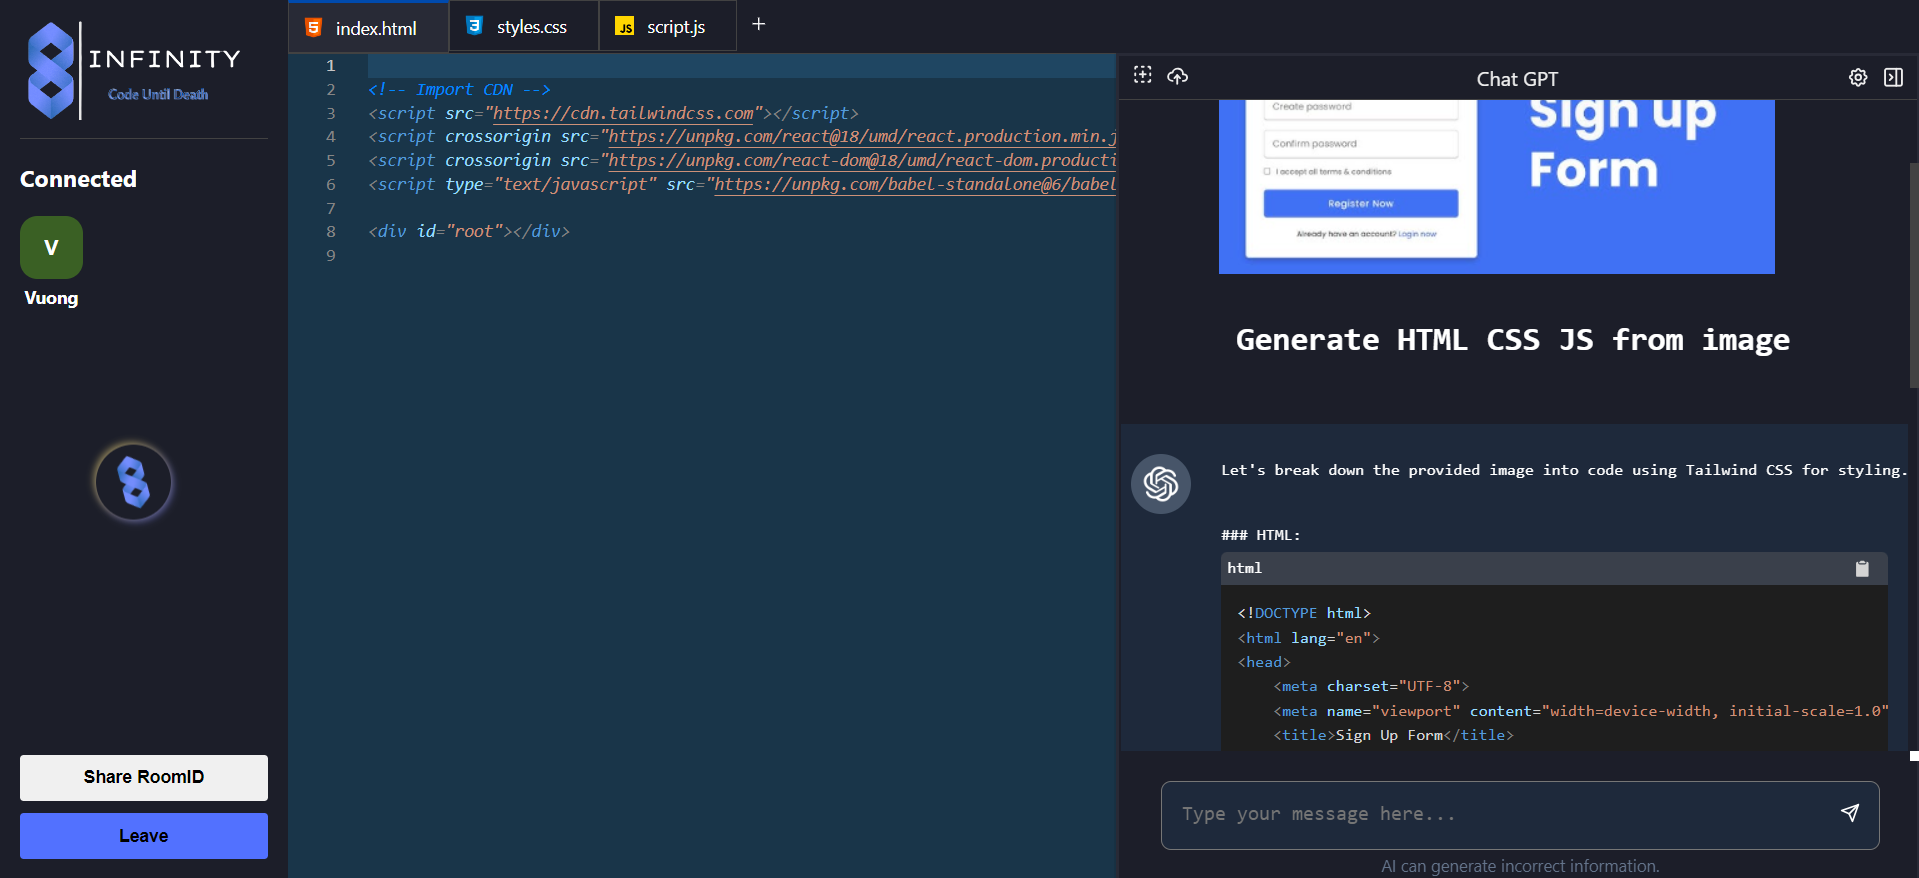 INFINITY
Code Until Death
Connected
V
Vuong
Share RoomID
Leave
index.html
styles.css
JS script.js
+
1
2 <!-- Import CDN -->
3 <script src="https://cdn.tailwindcss.com"></script>
4 <script crossorigin src="https://unpkg.com/react@18/umd/react.production.min.j
5 <script crossorigin src="https://unpkg.com/react-dom@18/umd/react-dom.producti
6 <script type="text/javascript" src="https://unpkg.com/babel-standalone@6/babel
7
8 <div id="root"></div>
9
Chat GPT
Create password
Confirm password
I accept all terms & conditions
Register Now
Already have an account? Login now
Sign up
Form
Generate HTML CSS JS from image
Let's break down the provided image into code using Tailwind CSS for styling.
### HTML:
html
<!DOCTYPE html>
<html lang="en">
<head>
<meta charset="UTF-8">
<meta name="viewport" content="width=device-width, initial-scale=1.0"
<title>Sign Up Form</title>
Type your message here...
AI can generate incorrect information.